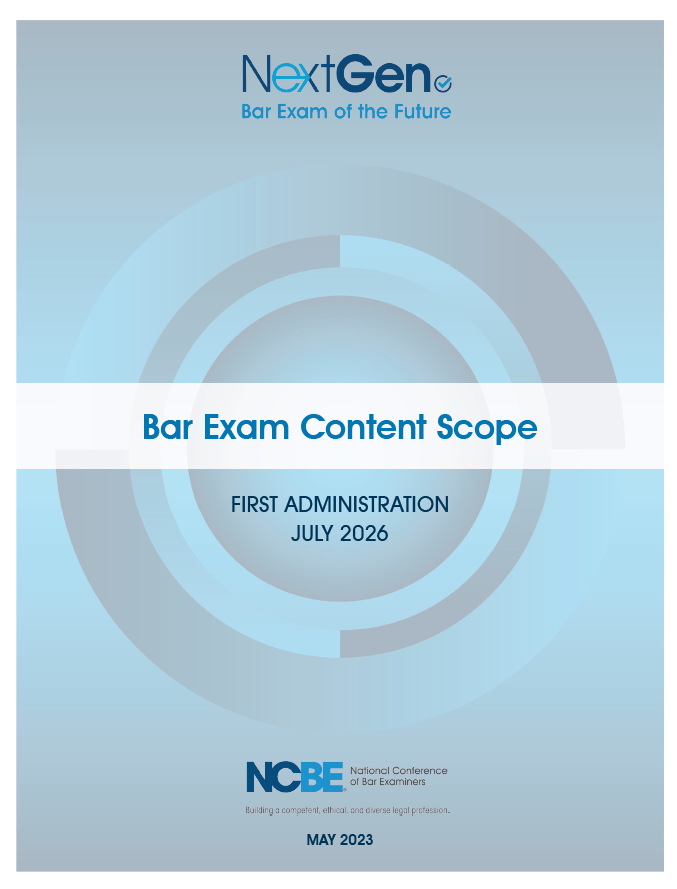 NextGen
Bar Exam of the Future
Bar Exam Content Scope
FIRST ADMINISTRATION
JULY 2026
NCBE® National Conference
of Bar Examiners
Building a competent, ethical, and diverse legal profession.
MAY 2023